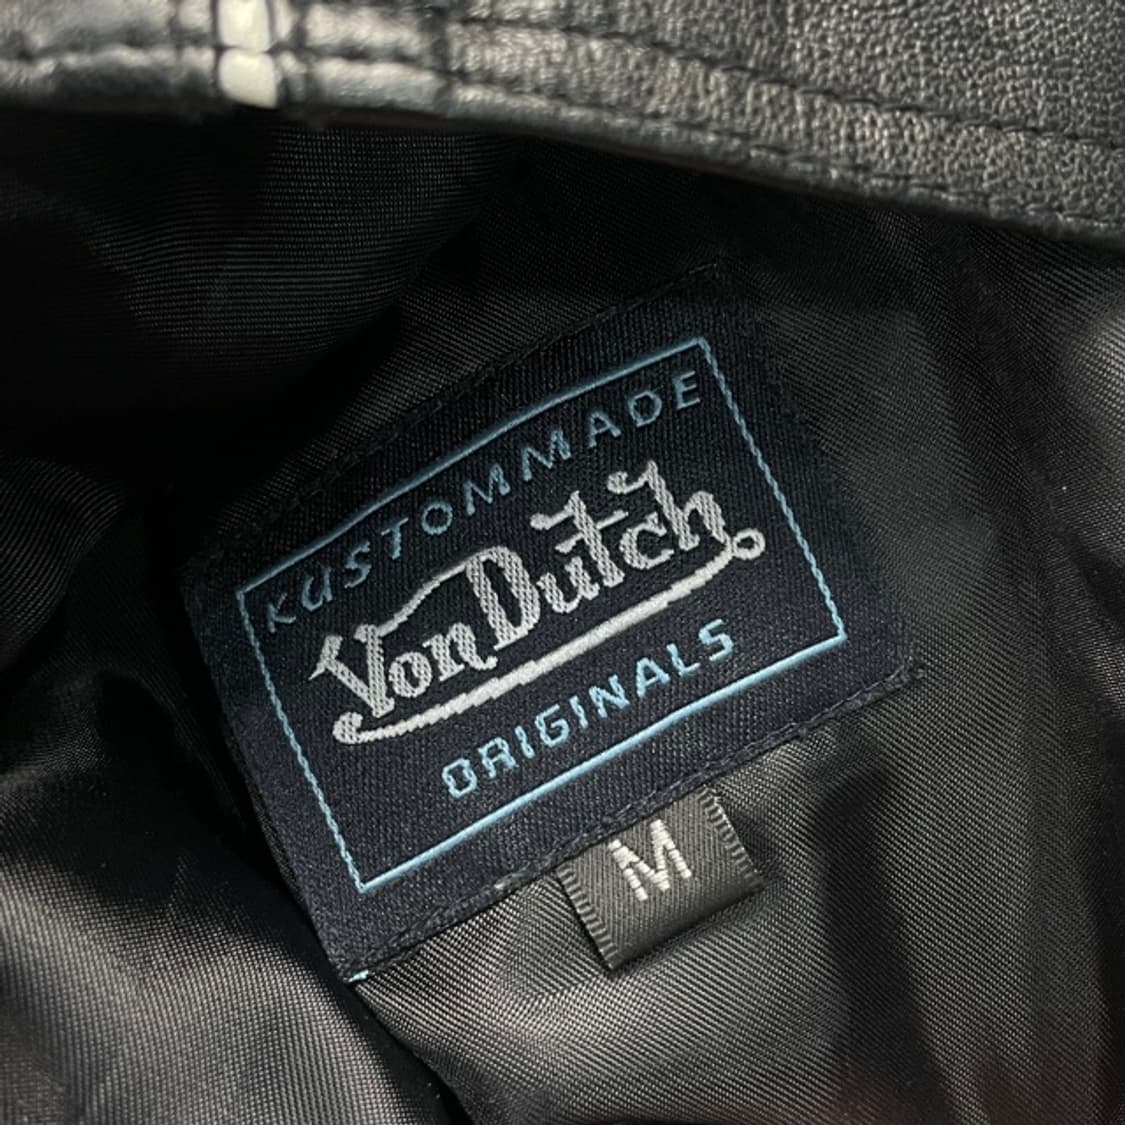 KUSTOMMADE
Von Dutch
ORIGINALS
M